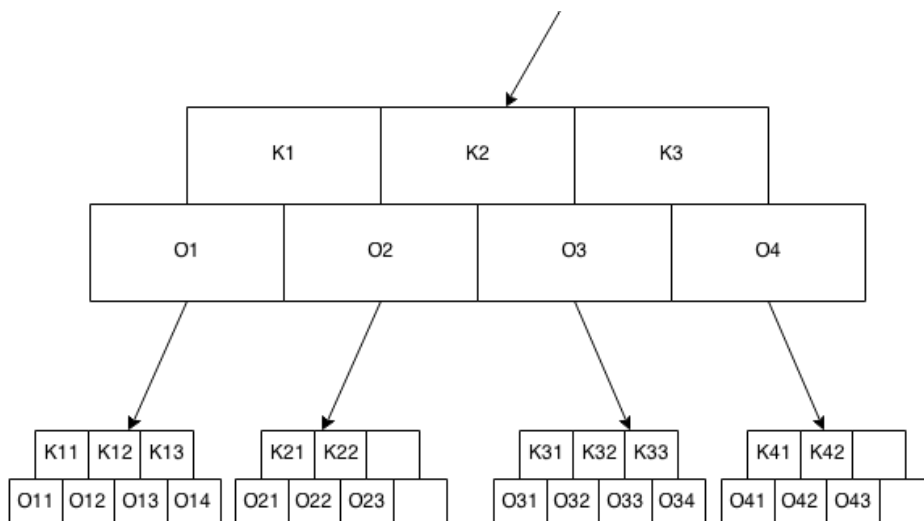 K1 K2 K3
O1 O2 O3 O4
K11 K12 K13 K21 K22 K31 K32 K33 K41 K42
O11 O12 O13 O14 O21 O22 O23 O31 O32 O33 O34 O41 O42 O43